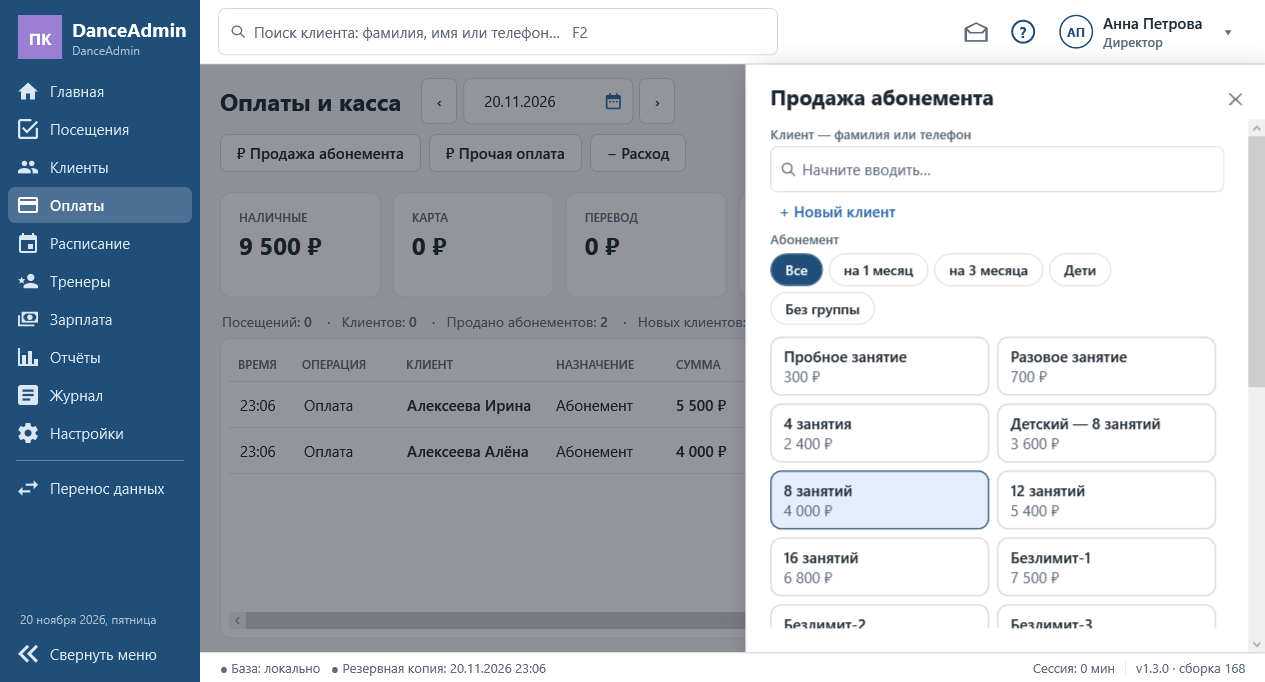 ПК
DanceAdmin
DanceAdmin
Главная
Посещения
Клиенты
Оплаты
Расписание
Тренеры
Зарплата
Отчёты
Журнал
Настройки
Перенос данных
20 ноября 2026, пятница
Свернуть меню
Поиск клиента: фамилия, имя или телефон... F2
?
АП
Анна Петрова
Директор
Оплаты и касса
‹ 20.11.2026 ›
₽ Продажа абонемента
₽ Прочая оплата
– Расход
НАЛИЧНЫЕ
9 500 ₽
КАРТА
0 ₽
ПЕРЕВОД
0 ₽
Посещений: 0 · Клиентов: 0 · Продано абонементов: 2 · Новых клиентов:
ВРЕМЯ ОПЕРАЦИЯ КЛИЕНТ НАЗНАЧЕНИЕ СУММА
23:06 Оплата Алексеева Ирина Абонемент 5 500 ₽
23:06 Оплата Алексеева Алёна Абонемент 4 000 ₽
Продажа абонемента
Клиент — фамилия или телефон
Начните вводить...
+ Новый клиент
Абонемент
Все на 1 месяц на 3 месяца Дети
Без группы
Пробное занятие
300 ₽
Разовое занятие
700 ₽
4 занятия
2 400 ₽
Детский — 8 занятий
3 600 ₽
8 занятий
4 000 ₽
12 занятий
5 400 ₽
16 занятий
6 800 ₽
Безлимит-1
7 500 ₽
Безлимит-2
Безлимит-3
● База: локально ● Резервная копия: 20.11.2026 23:06
Сессия: 0 мин
v1.3.0 · сборка 168